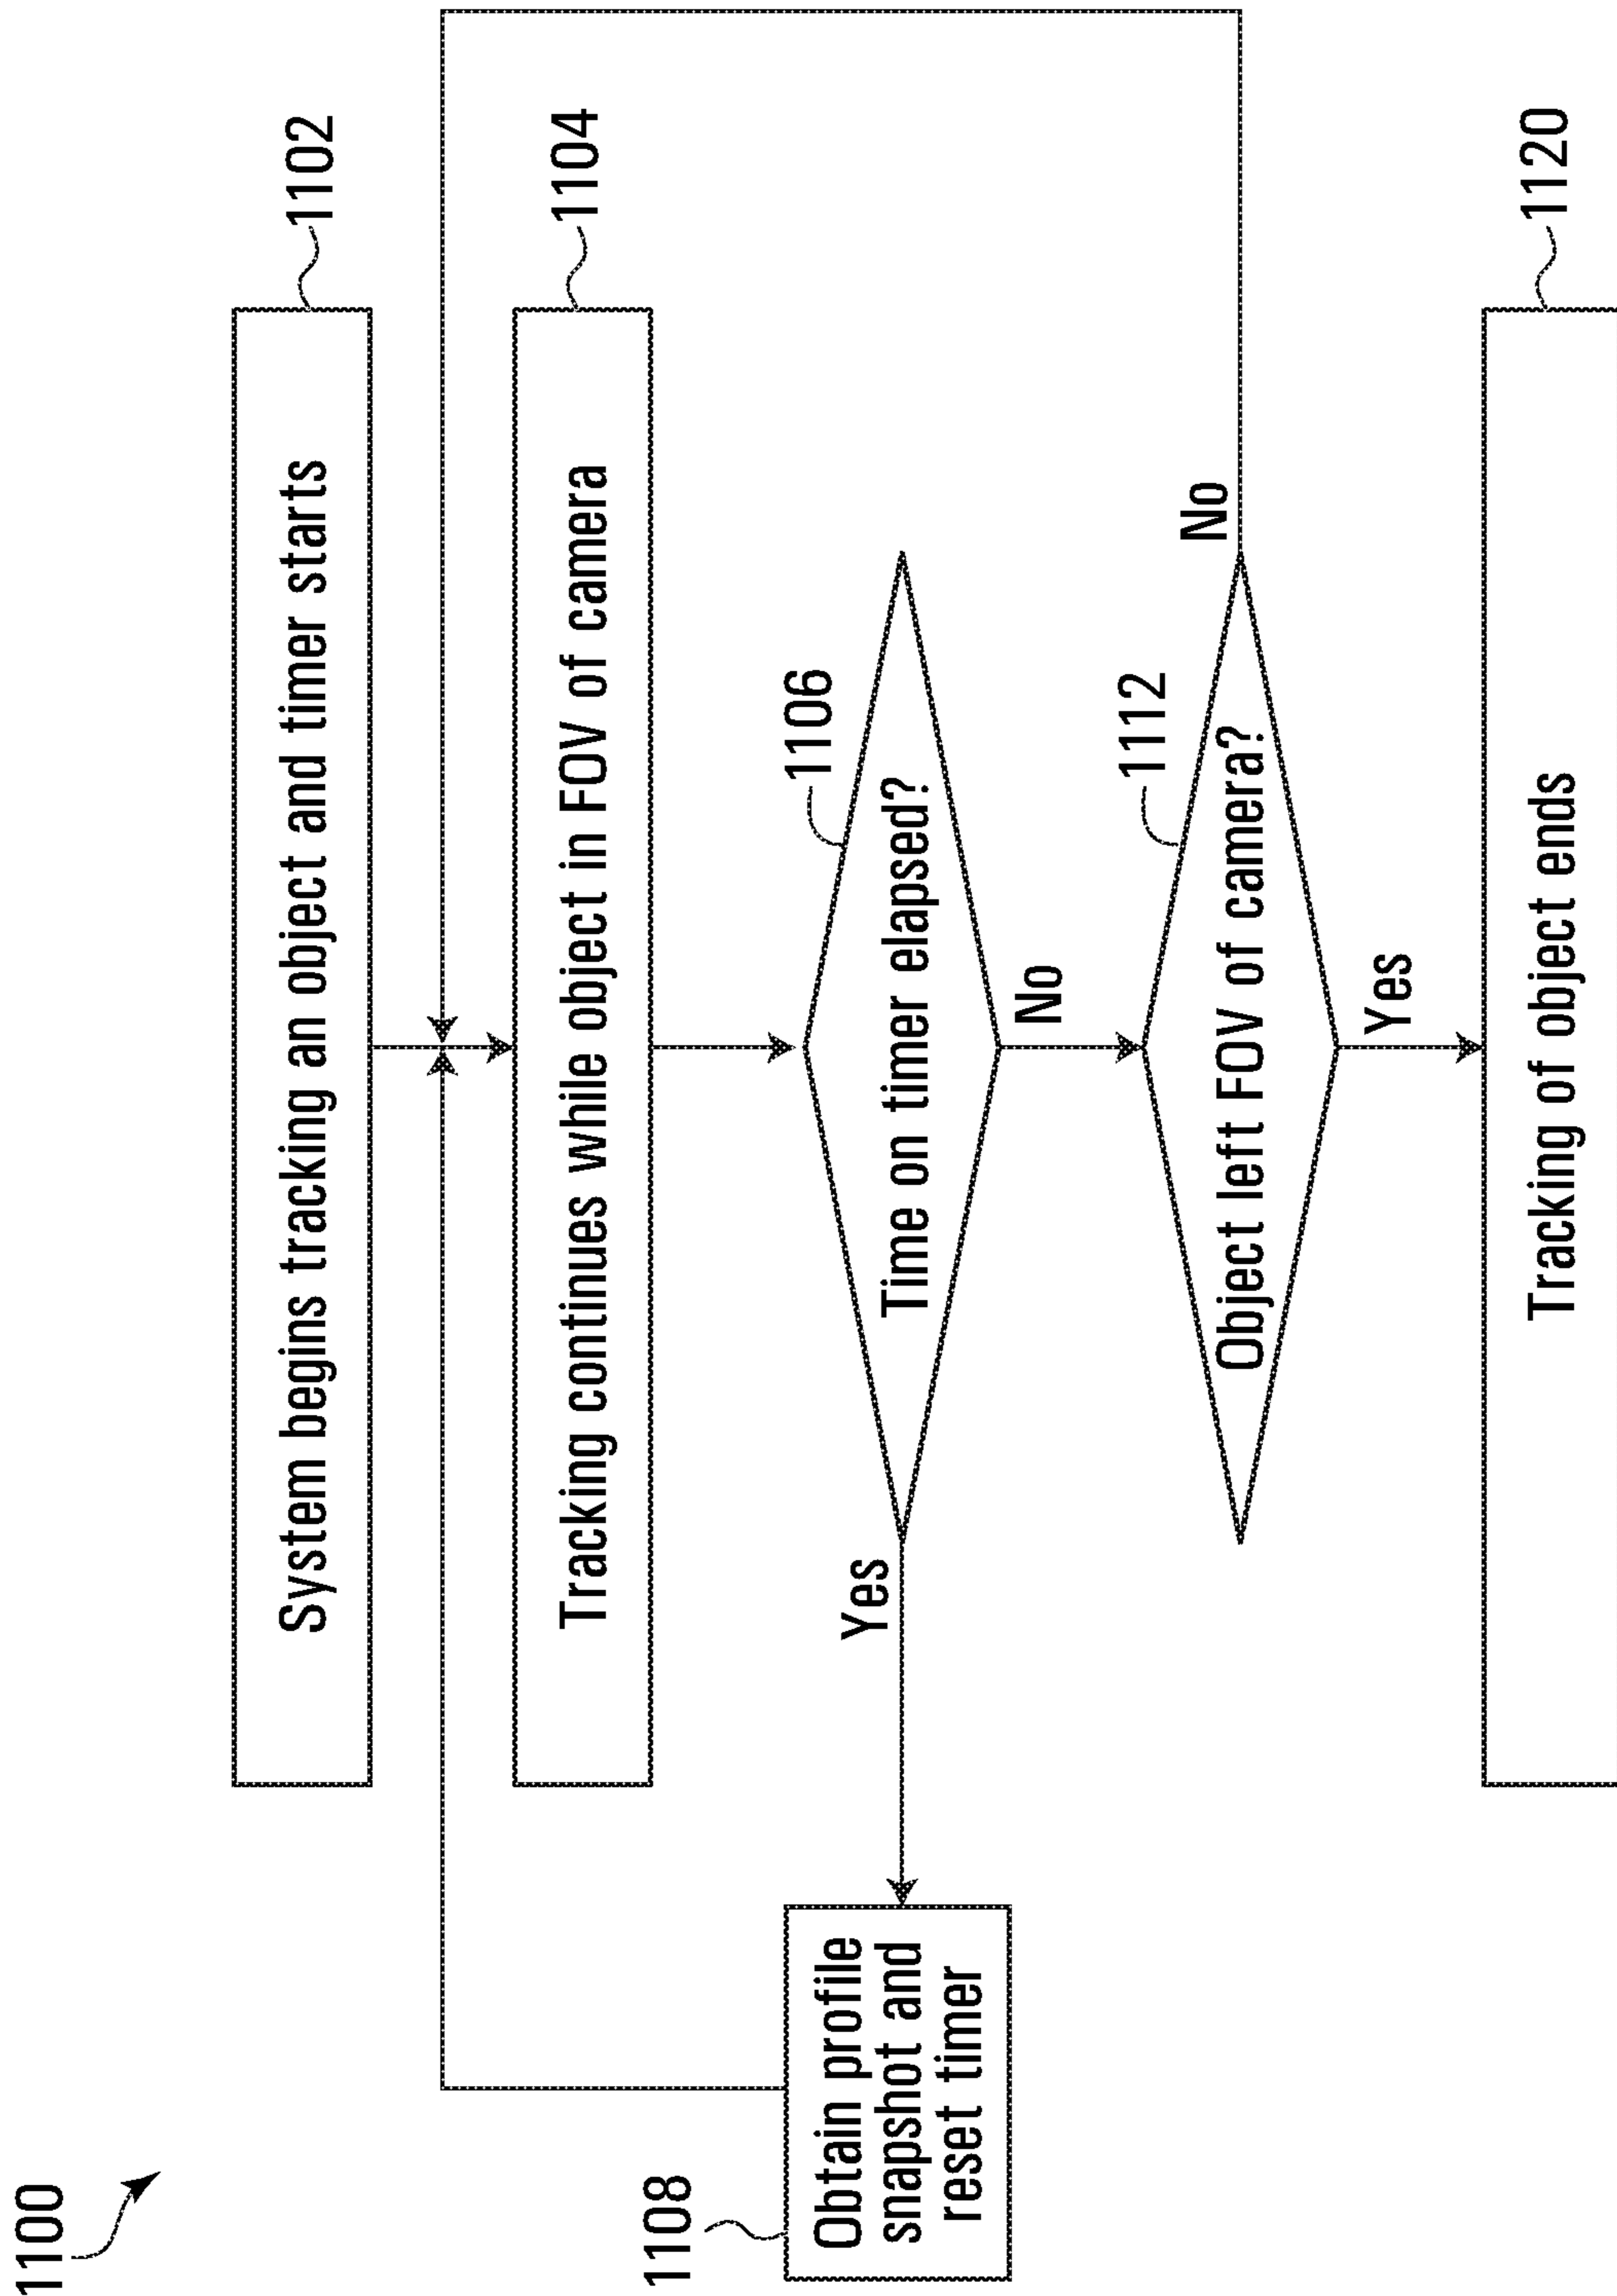 1100
System begins tracking an object and timer starts
1102
Tracking continues while object in FOV of camera
1104
1106
Time on timer elapsed?
Yes
No
1108
Obtain profile
snapshot and
reset timer
1112
Object left FOV of camera?
No
Yes
Tracking of object ends
1120